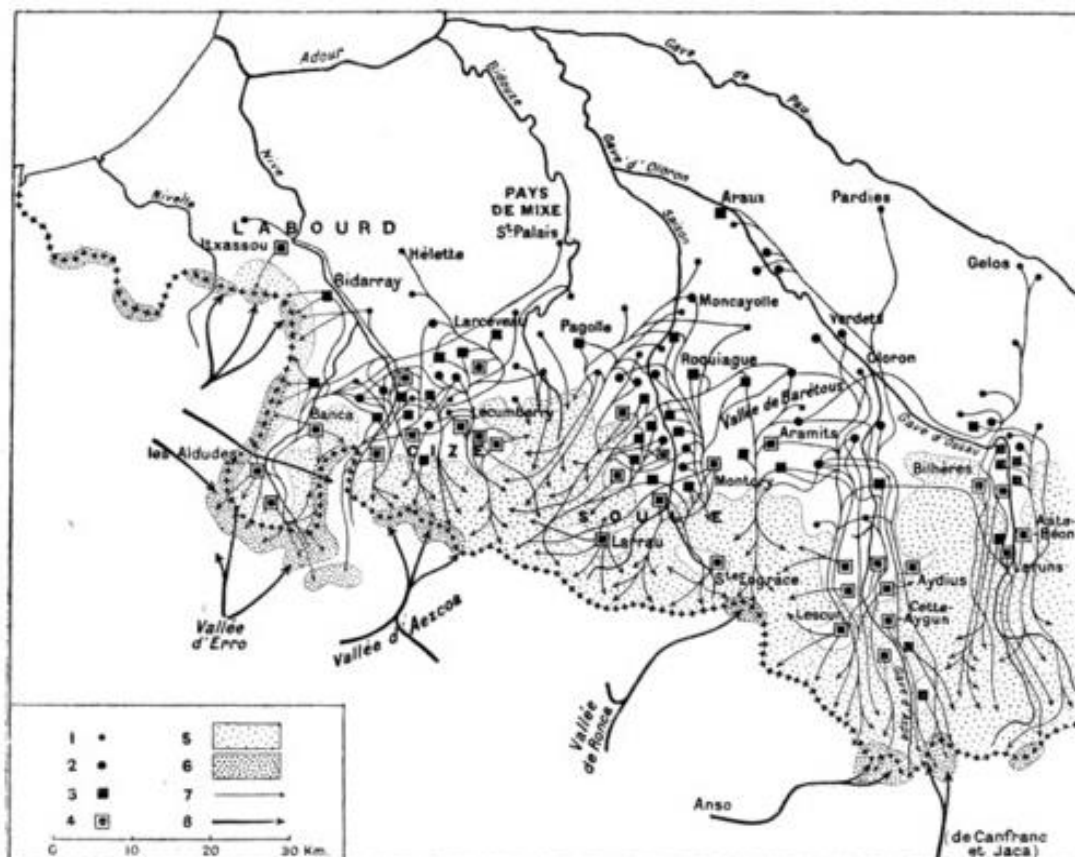 Adour
Bidouze
Gave de Pau
Nive
Gave d'Oloron
Nivelle
PAYS
DE MIXE
St Palais
Saison
Araux
Pardies
LABOURD
Itxassou
Hélette
Gelos
Bidarray
Moncayolle
Larceveau
Pagolle
Verdets
Roquiague
Oloron
Lecumberry
Vallée de Barétous
Banca
Gave d'Ossau
les Aldudes
CIZE
Aramits
Bilhères
Montory
SOULE
Aste-
Béon
Larrau
Laruns
Ste Engrâce
Aydius
Vallée
d'Erro
Vallée d'Aezcoa
Lescun
Cette-
Aygun
Gave d'Aspe
Vallée
de Ronca
Anso
(de Canfranc
et Jaca)
1 5
2 6
3 7
4 8
0 10 20 30 Km.